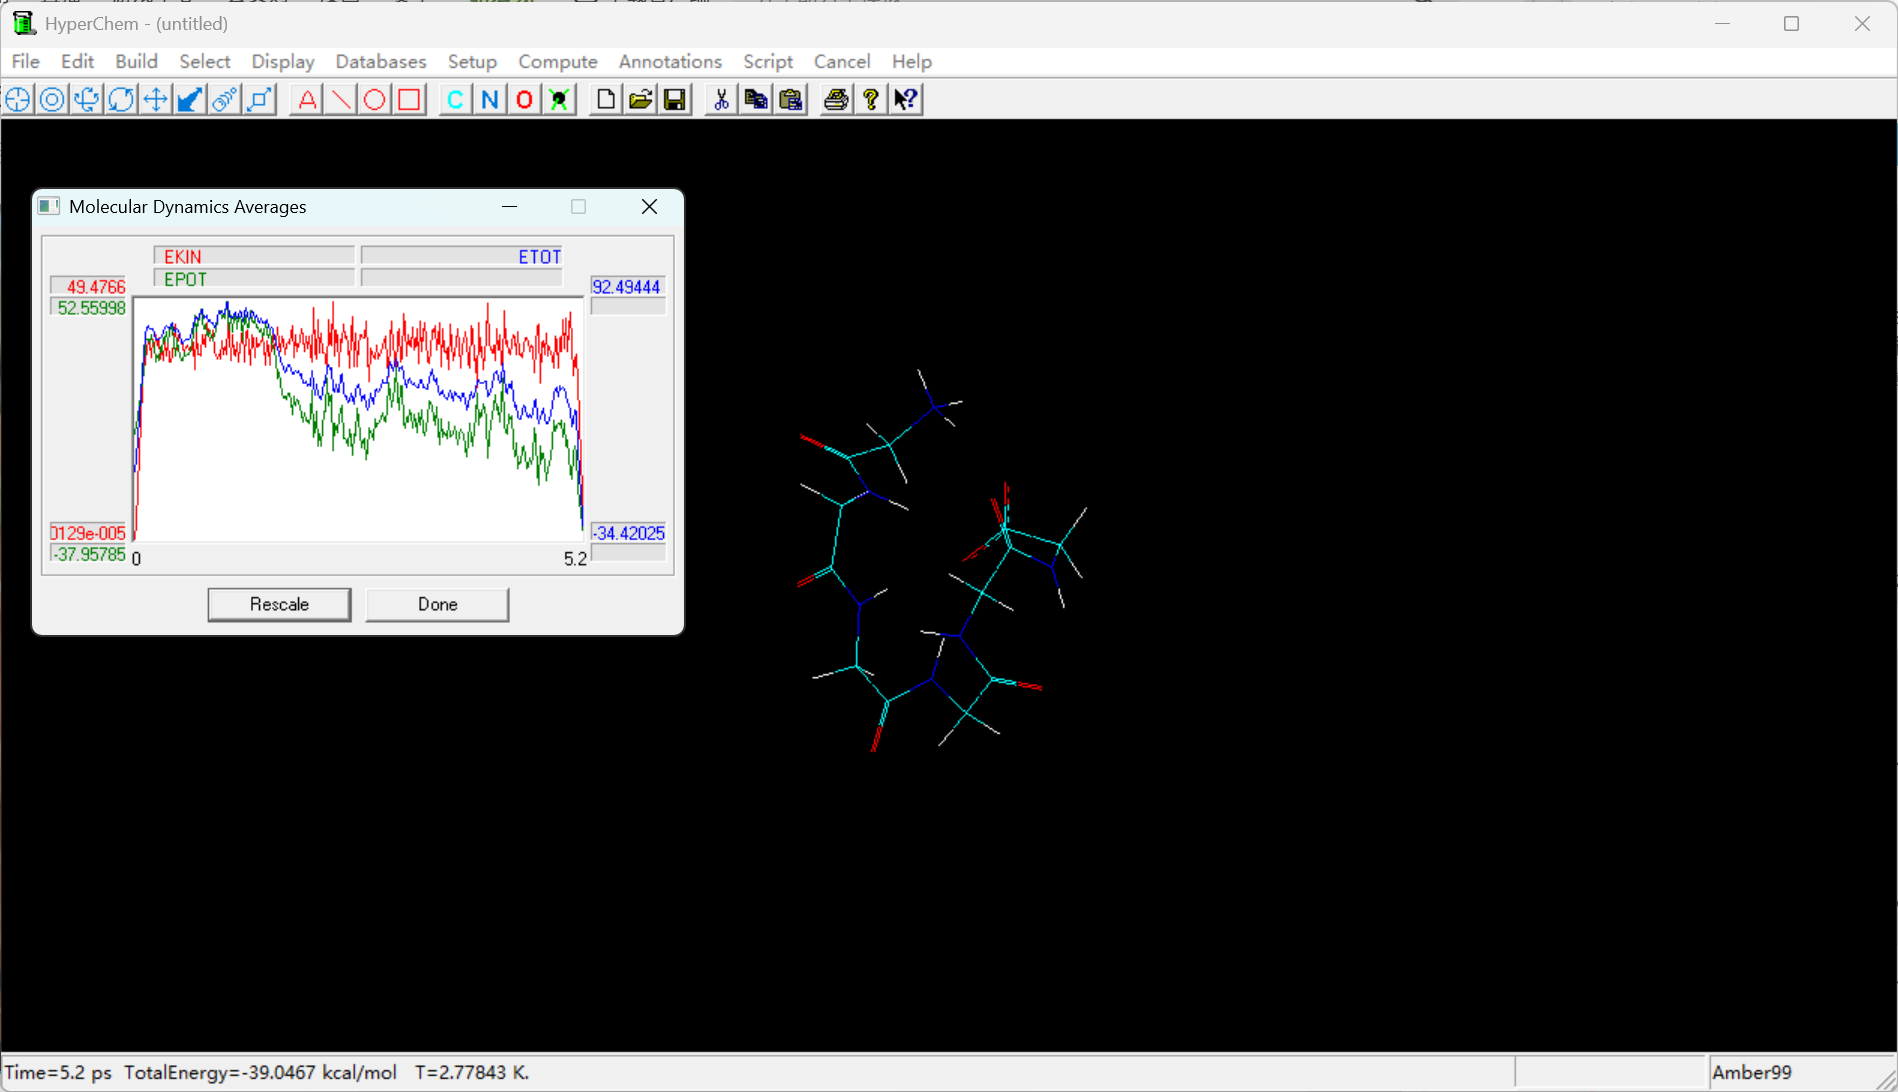 HyperChem - (untitled)
File Edit Build Select Display Databases Setup Compute Annotations Script Cancel Help
A C N O
Molecular Dynamics Averages
EKIN ETOT
EPOT
49.4766 92.49444
52.55998
0129e-005 -34.42025
-37.95785
0 5.2
Rescale Done
Time=5.2 ps TotalEnergy=-39.0467 kcal/mol T=2.77843 K. Amber99